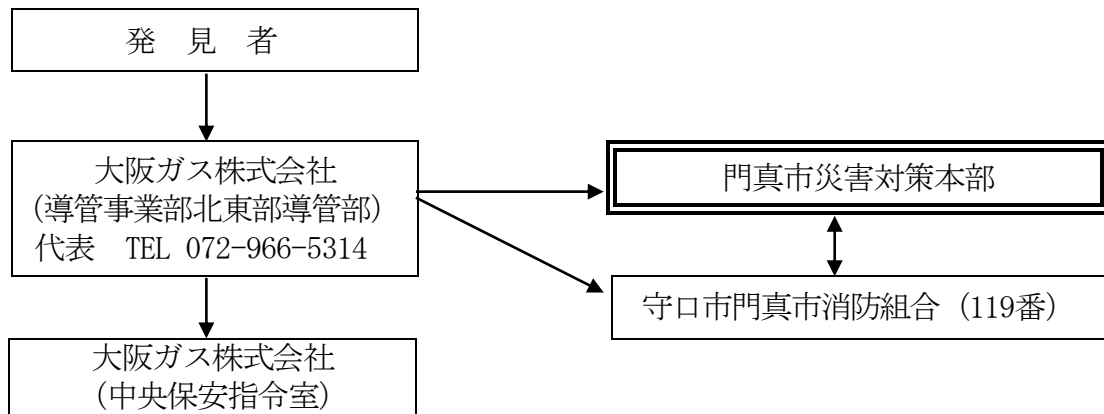 発　見　者
大阪ガス株式会社
(導管事業部北東部導管部)
代表　TEL 072-966-5314
門真市災害対策本部
守口市門真市消防組合 (119番)
大阪ガス株式会社
(中央保安指令室)